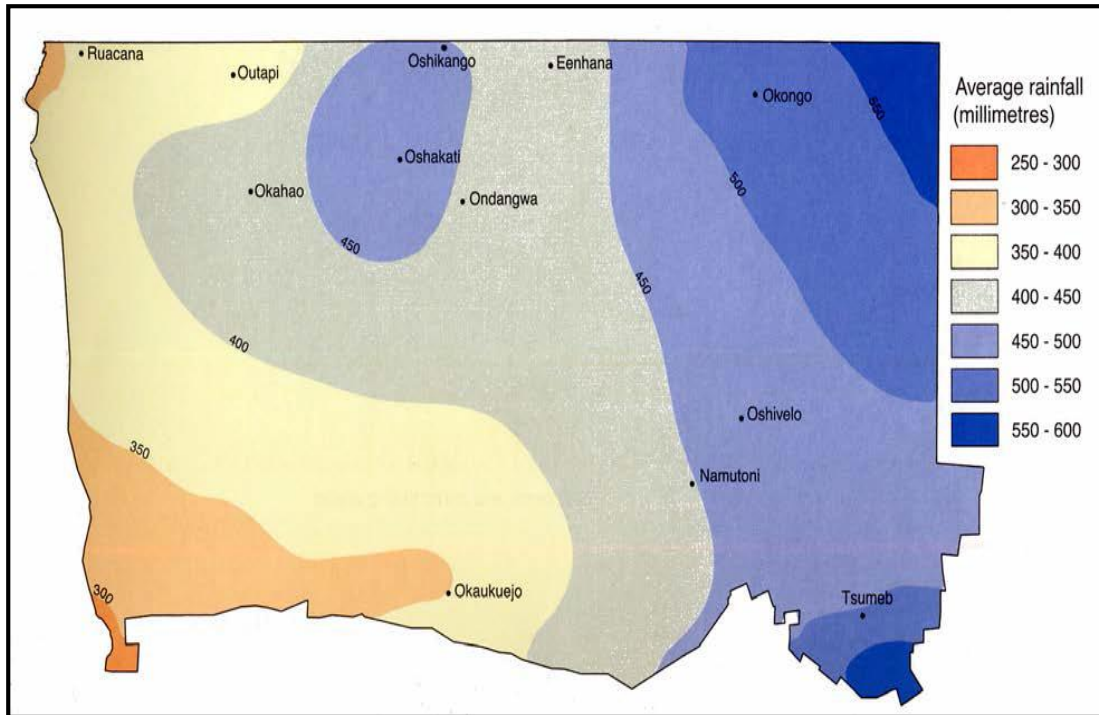 Ruacana
Outapi
Oshikango
Eenhana
Okongo
550
Oshakati
Okahao
Ondangwa
500
450
450
400
Oshivelo
350
Namutoni
Okaukuejo
300
Tsumeb
Average rainfall
(millimetres)
250 - 300
300 - 350
350 - 400
400 - 450
450 - 500
500 - 550
550 - 600